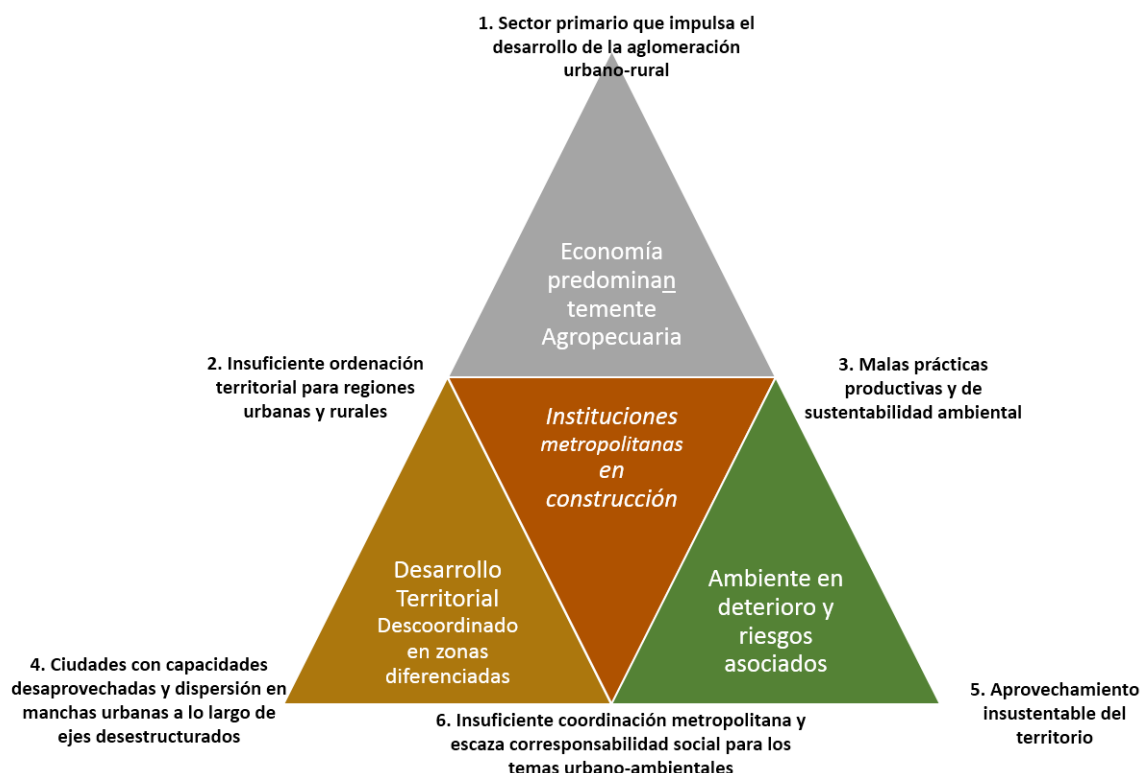 1. Sector primario que impulsa el
desarrollo de la aglomeración
urbano-rural
Economía
predominan
temente
Agropecuaria
2. Insuficiente ordenación
territorial para regiones
urbanas y rurales
3. Malas prácticas
productivas y de
sustentabilidad ambiental
Instituciones
metropolitanas
en
construcción
Desarrollo
Territorial
Descoordinado
en zonas
diferenciadas
Ambiente en
deterioro y
riesgos
asociados
4. Ciudades con capacidades
desaprovechadas y dispersión en
manchas urbanas a lo largo de
ejes desestructurados
6. Insuficiente coordinación metropolitana y
escaza corresponsabilidad social para los
temas urbano-ambientales
5. Aprovechamiento
insustentable del
territorio